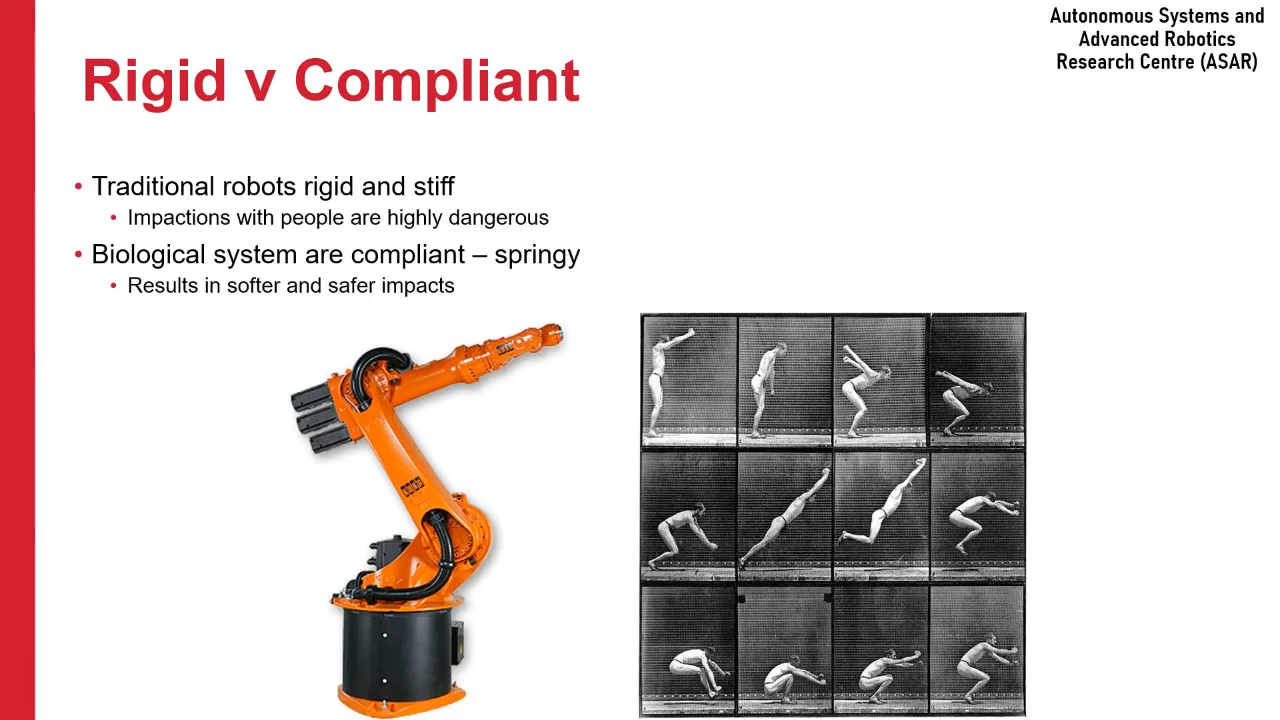 Autonomous Systems and
Advanced Robotics
Research Centre (ASAR)
Rigid v Compliant
• Traditional robots rigid and stiff
• Impactions with people are highly dangerous
• Biological system are compliant – springy
• Results in softer and safer impacts